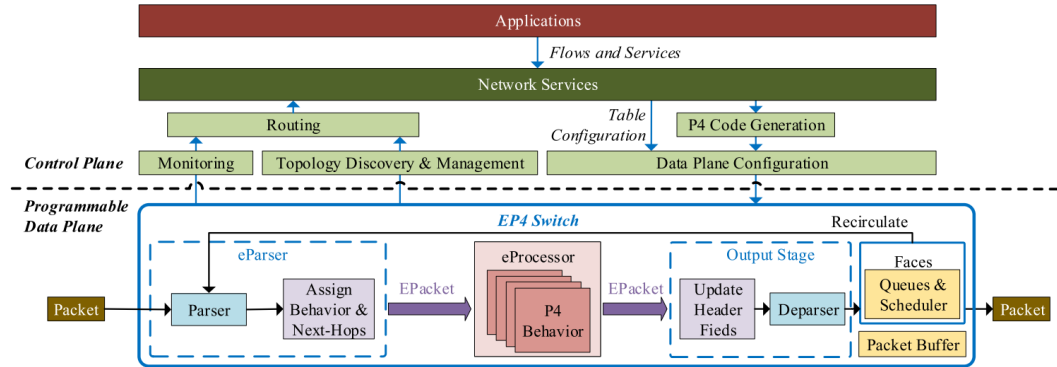 Applications
Flows and Services
Network Services
Routing
Table
Configuration
P4 Code Generation
Control Plane
Monitoring
Topology Discovery & Management
Data Plane Configuration
Programmable
Data Plane
EP4 Switch
Recirculate
eParser
eProcessor
Output Stage
Faces
Packet
Parser
Assign
Behavior &
Next-Hops
EPacket
P4
Behavior
EPacket
Update
Header
Fieds
Deparser
Queues &
Scheduler
Packet Buffer
Packet